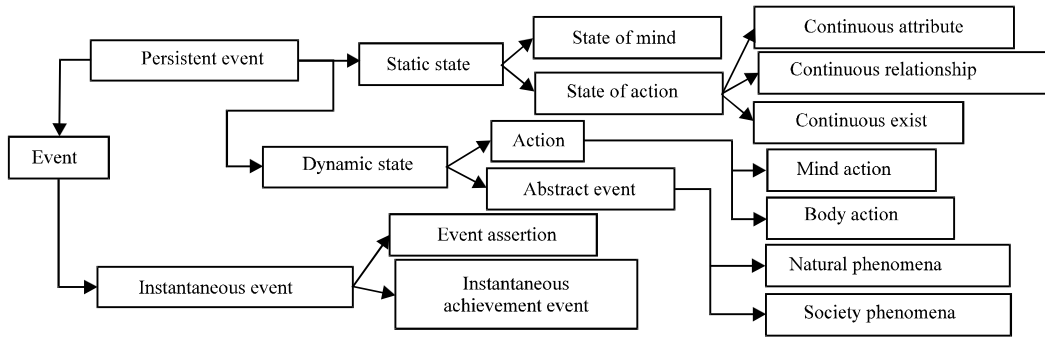 Continuous attribute
State of mind
Persistent event
Static state
Continuous relationship
State of action
Continuous exist
Event
Action
Dynamic state
Mind action
Abstract event
Body action
Event assertion
Natural phenomena
Instantaneous event
Instantaneous
achievement event
Society phenomena